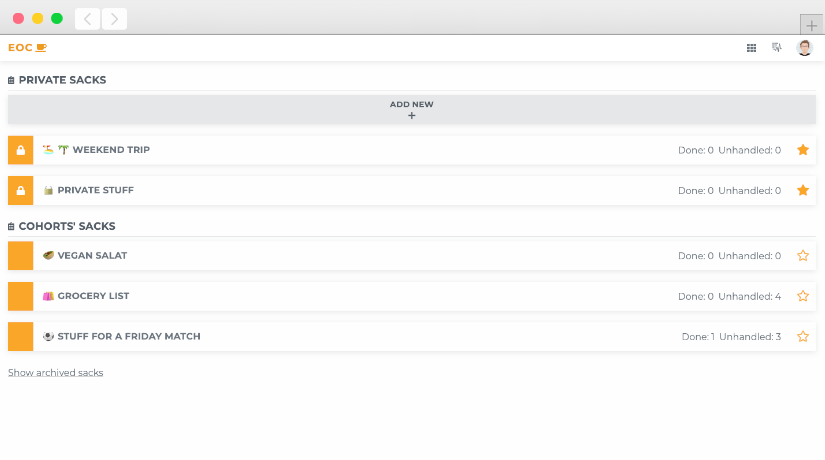 EOC
PRIVATE SACKS
ADD NEW
+
WEEKEND TRIP Done: 0 Unhandled: 0
PRIVATE STUFF Done: 0 Unhandled: 0
COHORTS' SACKS
VEGAN SALAT Done: 0 Unhandled: 0
GROCERY LIST Done: 0 Unhandled: 4
STUFF FOR A FRIDAY MATCH Done: 1 Unhandled: 3
Show archived sacks